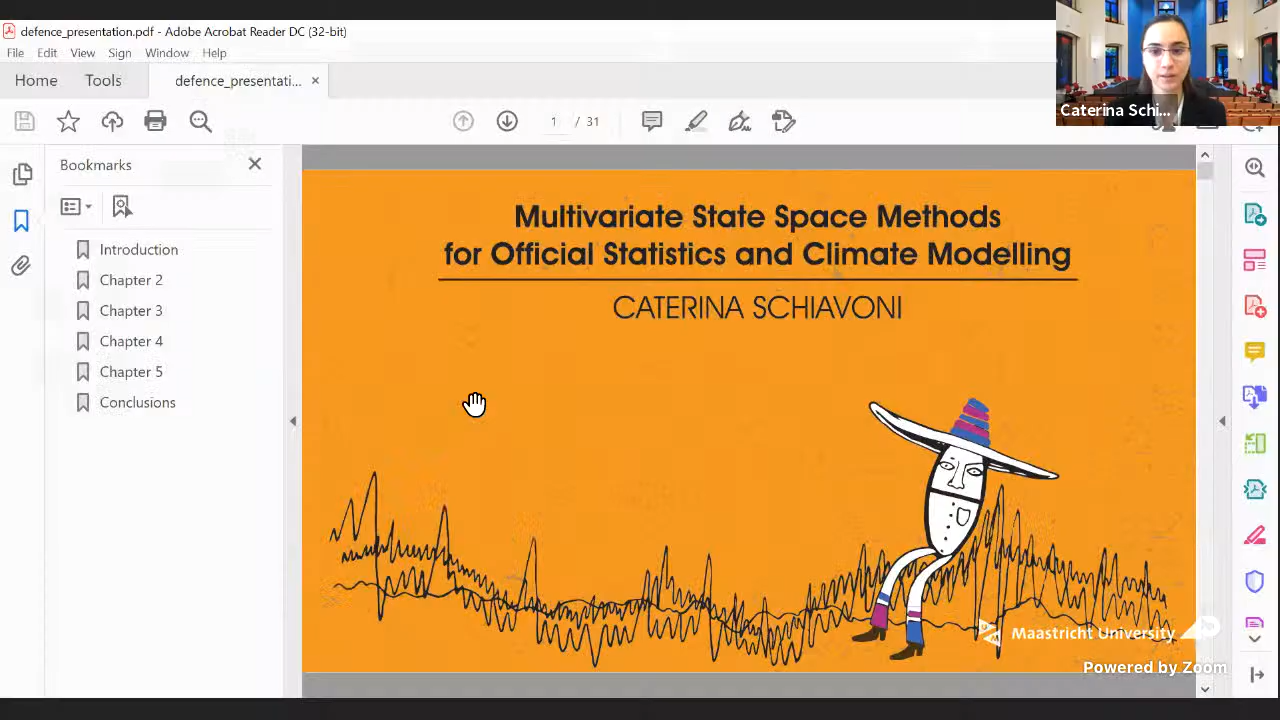 defence_presentation.pdf - Adobe Acrobat Reader DC (32-bit)
File Edit View Sign Window Help
Home Tools defence_presentati...
1 / 31
Caterina Schi...
Bookmarks
Introduction
Chapter 2
Chapter 3
Chapter 4
Chapter 5
Conclusions
Multivariate State Space Methods
for Official Statistics and Climate Modelling
CATERINA SCHIAVONI
Maastricht University
Powered by Zoom